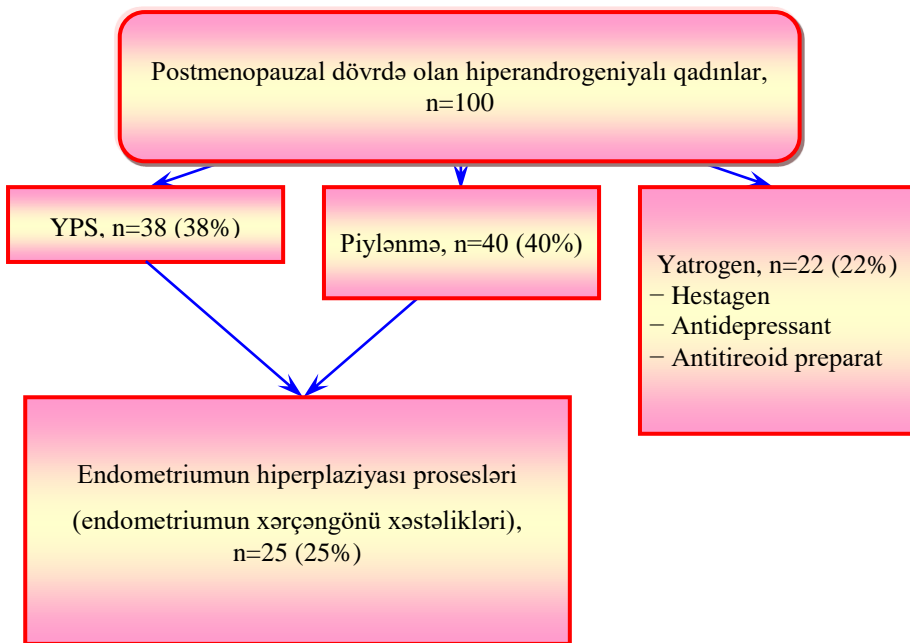 Postmenopauzal dövrdə olan hiperandrogeniyalı qadınlar,
n=100
YPS, n=38 (38%)
Piylənmə, n=40 (40%)
Yatrogen, n=22 (22%)
− Hestagen
− Antidepressant
− Antitireoid preparat
Endometriumun hiperplaziyası prosesləri
(endometriumun xərçəngönü xəstəlikləri),
n=25 (25%)